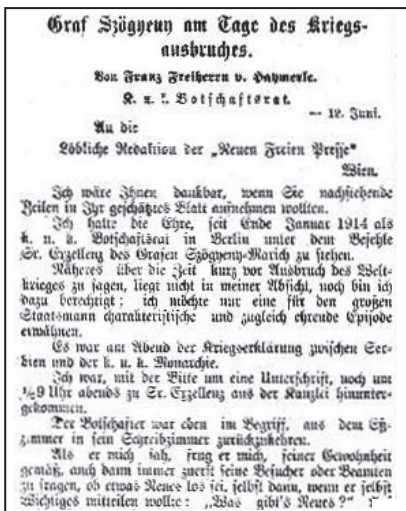 Graf Szögyeny am Tage des Kriegs-
ausbruches.
Von Franz Freiherrn v. Haymerle.
K. u. k. Botschaftsrat.
— 12. Juni.
An die
Löbliche Redaktion der „Neuen Freien Presse"
Wien.
Ich wäre Ihnen dankbar, wenn Sie nachstehende
Zeilen in Ihr geschätztes Blatt aufnehmen wollten.
Ich hatte die Ehre, seit Ende Januar 1914 als
k. u. k. Botschaftsrat in Berlin unter dem Befehle
Sr. Exzellenz des Grafen Szögyeny-Marich zu stehen.
Näheres über die Zeit kurz vor Ausbruch des Welt-
krieges zu sagen, liegt nicht in meiner Absicht, noch bin ich
dazu berechtigt; ich möchte nur eine für den großen
Staatsmann charakteristische und zugleich ehrende Episode
erwähnen.
Es war am Abend der Kriegserklärung zwischen Ser-
bien und der k. u. k. Monarchie.
Ich war, mit der Bitte um eine Unterschrift, noch um
½9 Uhr abends zu Sr. Exzellenz aus der Kanzlei hinunter-
gekommen.
Der Botschafter war eben im Begriff, aus dem Eß-
zimmer in sein Schreibzimmer zurückzukehren.
Als er mich sah, frug er mich, seiner Gewohnheit
gemäß, auch dann immer zuerst seine Besucher oder Beamten
zu fragen, ob etwas Neues los sei, selbst dann, wenn er selbst
Wichtiges mitteilen wollte: „Was gibt's Neues?"